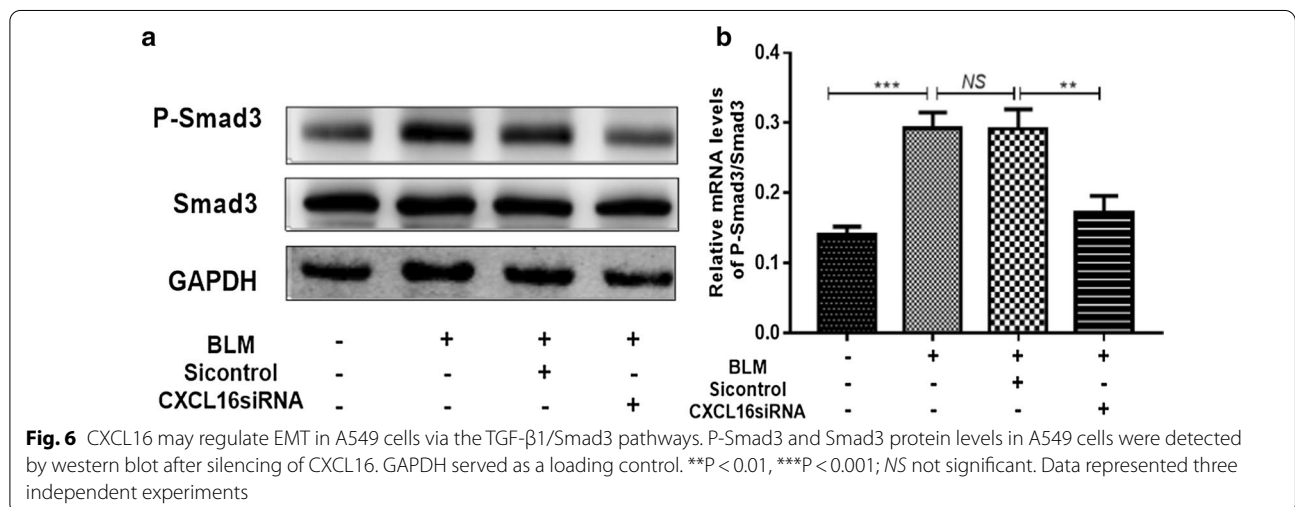 a
P-Smad3
Smad3
GAPDH
BLM - + + +
Sicontrol - - + -
CXCL16siRNA - - - +
b
Relative mRNA levels
of P-Smad3/Smad3
0.4
0.3
0.2
0.1
0.0
*** NS **
BLM - + + +
Sicontrol - - + -
CXCL16siRNA - - - +
Fig. 6 CXCL16 may regulate EMT in A549 cells via the TGF-β1/Smad3 pathways. P-Smad3 and Smad3 protein levels in A549 cells were detected
by western blot after silencing of CXCL16. GAPDH served as a loading control. **P < 0.01, ***P < 0.001; NS not significant. Data represented three
independent experiments